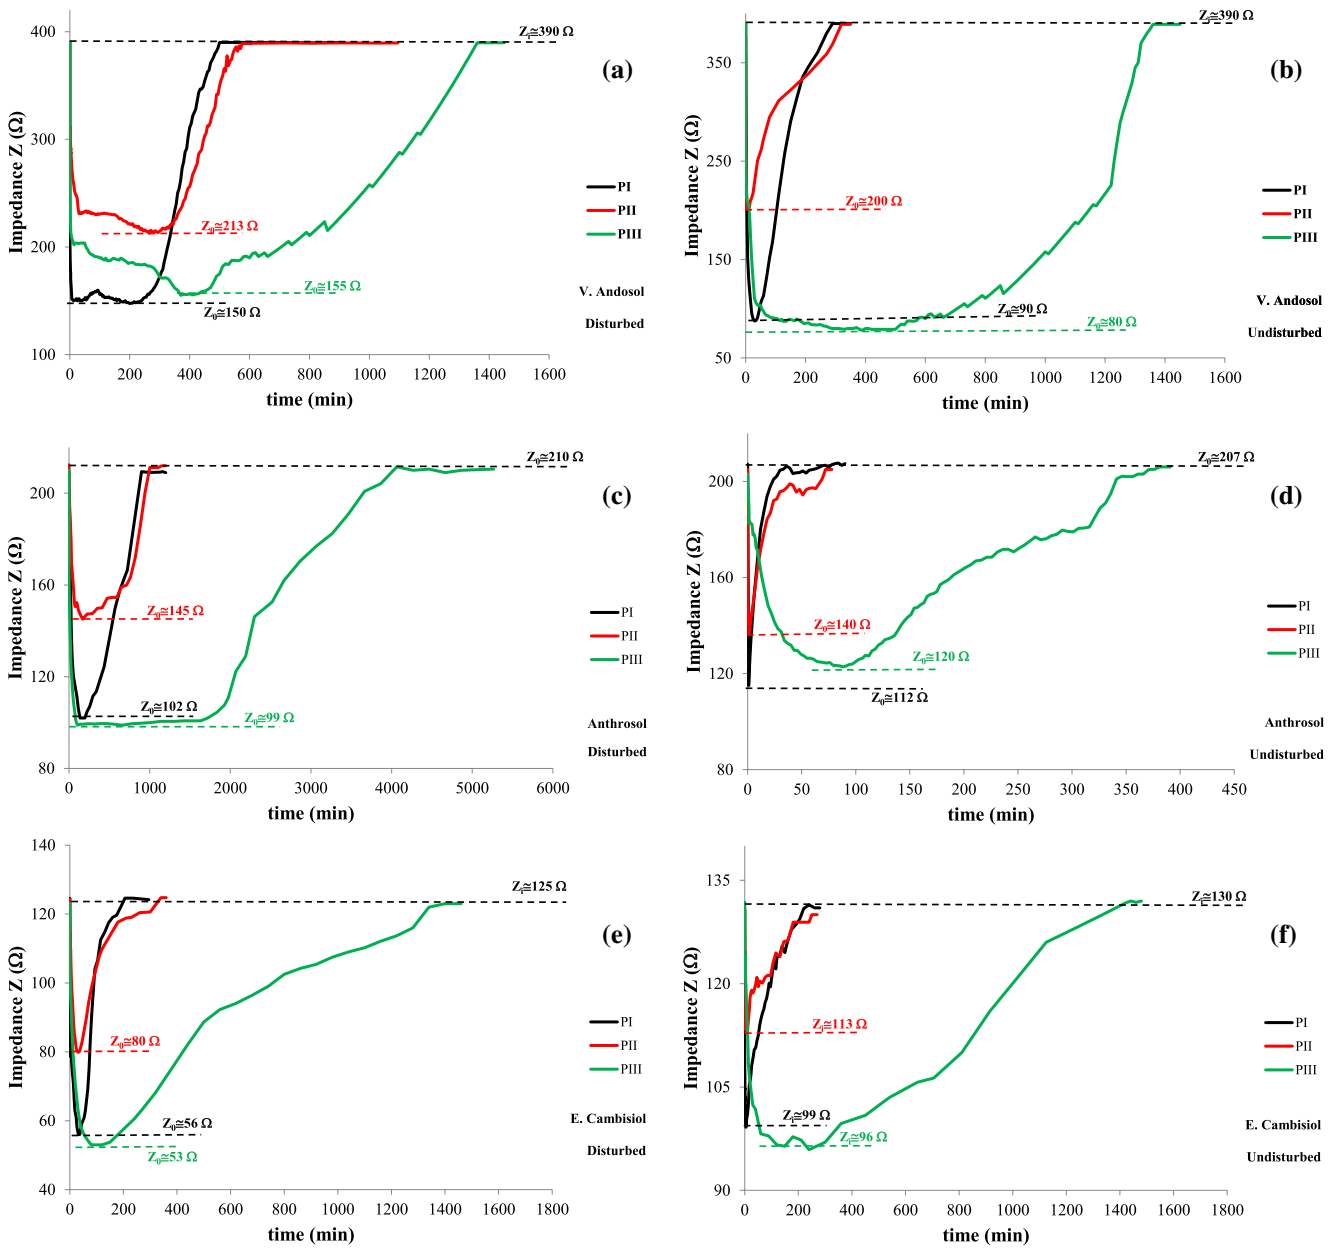 (a)
Impedance Z (Ω)
400
300
200
100
0 200 400 600 800 1000 1200 1400 1600
time (min)
Zi≅390 Ω
Z0≅213 Ω
Z0≅155 Ω
Z0≅150 Ω
PI
PII
PIII
V. Andosol
Disturbed
(b)
Impedance Z (Ω)
350
250
150
50
0 200 400 600 800 1000 1200 1400 1600
time (min)
Zi≅390 Ω
Z0≅200 Ω
Z0≅90 Ω
Z0≅80 Ω
PI
PII
PIII
V. Andosol
Undisturbed
(c)
Impedance Z (Ω)
200
160
120
80
0 1000 2000 3000 4000 5000 6000
time (min)
Z0≅210 Ω
Z0≅145 Ω
Z0≅102 Ω
Z0≅99 Ω
PI
PII
PIII
Anthrosol
Disturbed
(d)
Impedance Z (Ω)
200
160
120
80
0 50 100 150 200 250 300 350 400 450
time (min)
Z0≅207 Ω
Z0≅140 Ω
Z0≅120 Ω
Z0≅112 Ω
PI
PII
PIII
Anthrosol
Undisturbed
(e)
Impedance Z (Ω)
140
120
100
80
60
40
0 200 400 600 800 1000 1200 1400 1600 1800
time (min)
Zi≅125 Ω
Z0≅80 Ω
Z0≅56 Ω
Z0≅53 Ω
PI
PII
PIII
E. Cambisiol
Disturbed
(f)
Impedance Z (Ω)
135
120
105
90
0 200 400 600 800 1000 1200 1400 1600 1800
time (min)
Zi≅130 Ω
Zi≅113 Ω
Zi≅99 Ω
Zi≅96 Ω
PI
PII
PIII
E. Cambisiol
Undisturbed